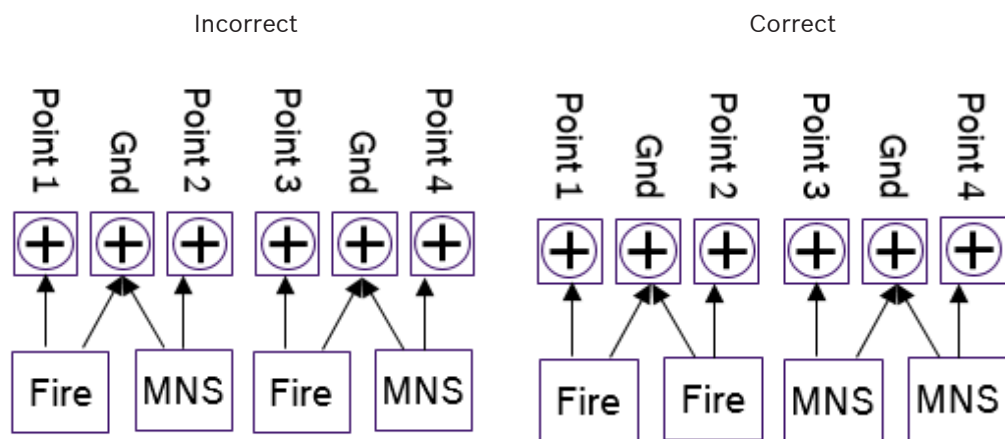 Incorrect
Correct
Point 1
Gnd
Point 2
Point 3
Gnd
Point 4
Point 1
Gnd
Point 2
Point 3
Gnd
Point 4
Fire
MNS
Fire
MNS
Fire
Fire
MNS
MNS